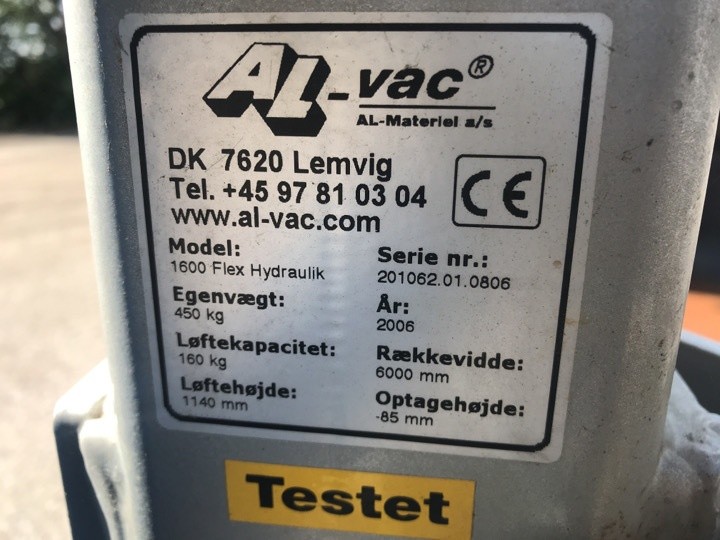 AL-vac®
AL-Materiel a/s
DK 7620 Lemvig
Tel. +45 97 81 03 04
www.al-vac.com
CE
Model:
1600 Flex Hydraulik
Serie nr.:
201062.01.0806
Egenvægt:
450 kg
År:
2006
Løftekapacitet:
160 kg
Rækkevidde:
6000 mm
Løftehøjde:
1140 mm
Optagehøjde:
-85 mm
Testet